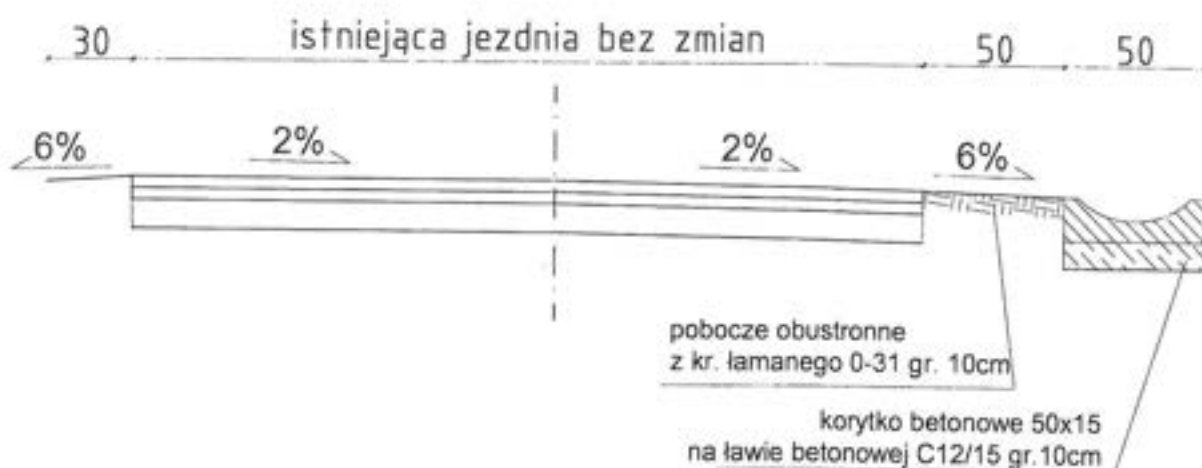 30 istniejąca jezdnia bez zmian 50 50
6% 2% 2% 6%
pobocze obustronne
z kr. łamanego 0-31 gr. 10cm
korytko betonowe 50x15
na ławie betonowej C12/15 gr.10cm